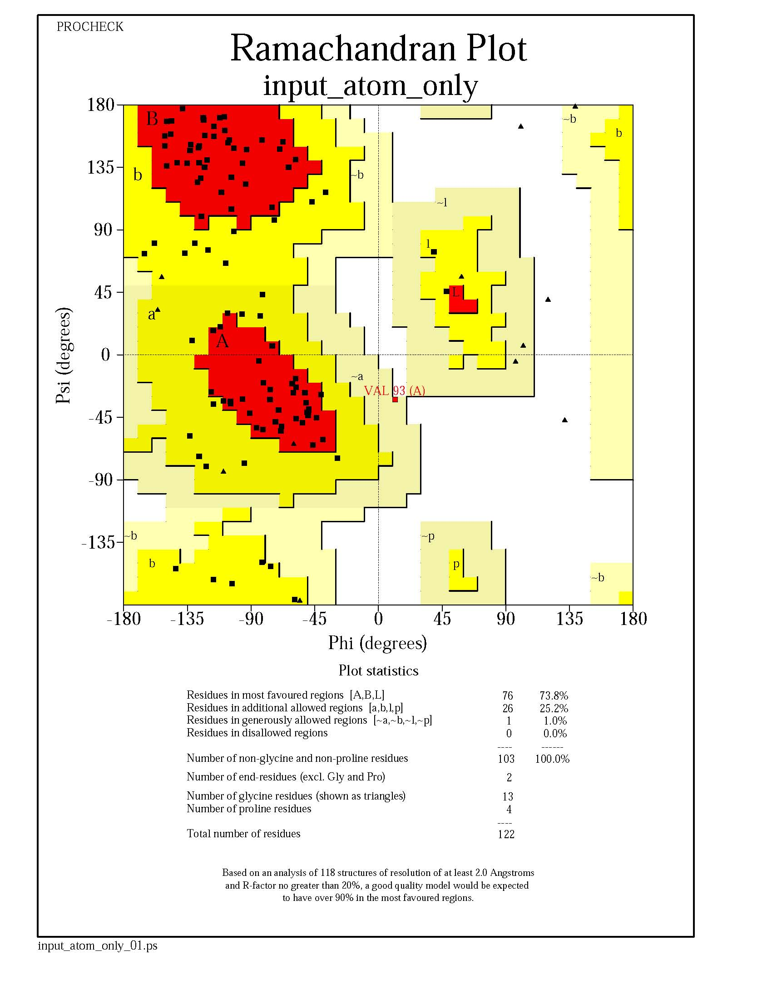 PROCHECK
Ramachandran Plot
input_atom_only
180
B
~b
b
135
b
~b
~l
90
l
45
L
a
A
0
~a
VAL 93 (A)
-45
-90
~b
~p
-135
b
p
~b
Psi (degrees)
-180 -135 -90 -45 0 45 90 135 180
Phi (degrees)
Plot statistics
Residues in most favoured regions [A,B,L] 76 73.8%
Residues in additional allowed regions [a,b,l,p] 26 25.2%
Residues in generously allowed regions [~a,~b,~l,~p] 1 1.0%
Residues in disallowed regions 0 0.0%
---- ------
Number of non-glycine and non-proline residues 103 100.0%
Number of end-residues (excl. Gly and Pro) 2
Number of glycine residues (shown as triangles) 13
Number of proline residues 4
----
Total number of residues 122
Based on an analysis of 118 structures of resolution of at least 2.0 Angstroms
and R-factor no greater than 20%, a good quality model would be expected
to have over 90% in the most favoured regions.
input_atom_only_01.ps